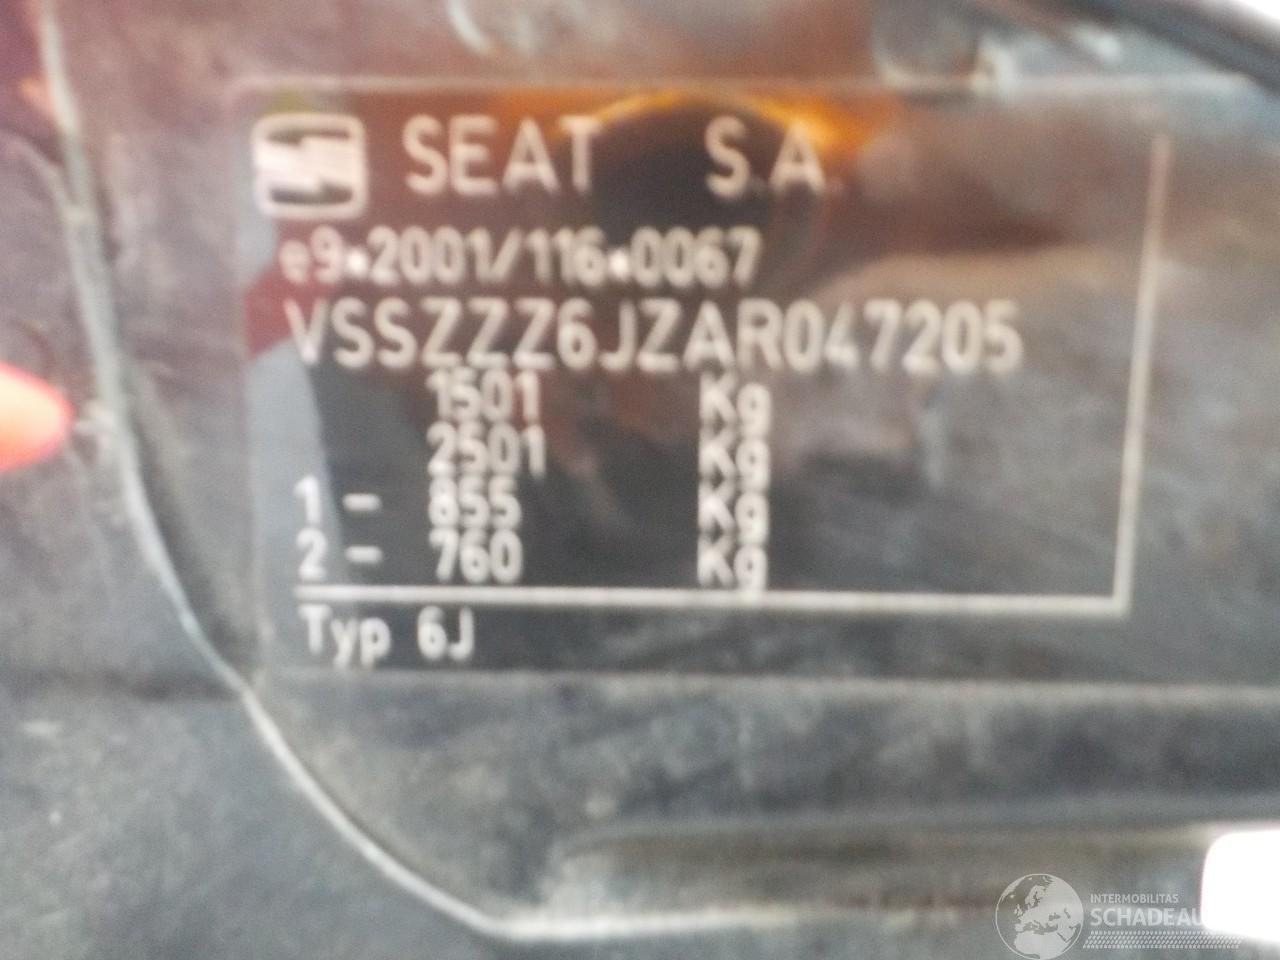 SEAT S.A.
e9*2001/116*0067
VSSZZZ6JZAR047205
1501 Kg
2501 Kg
1 - 855 Kg
2 - 760 Kg
Typ 6J
INTERMOBILITAS
SCHADEAU